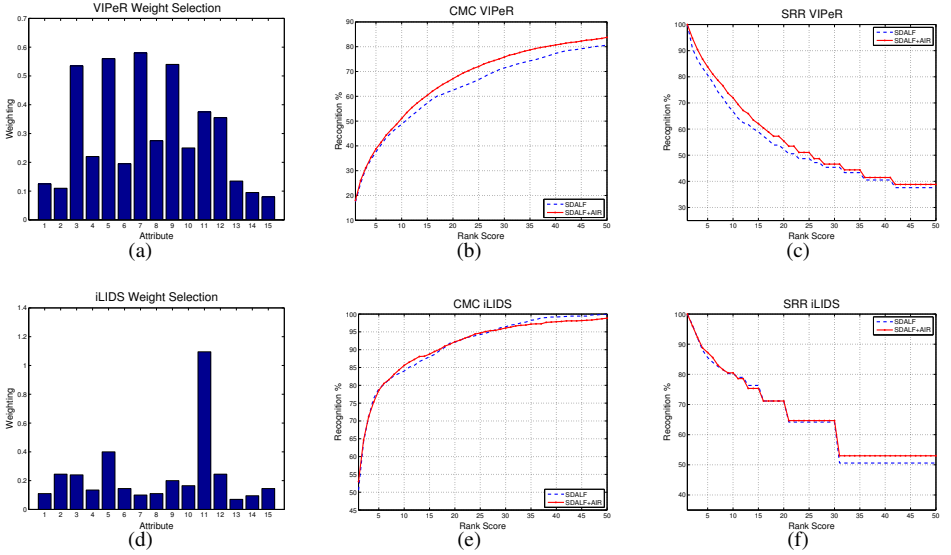 VIPeR Weight Selection
0.7
0.6
0.5
0.4
0.3
0.2
0.1
0
Weighting
1 2 3 4 5 6 7 8 9 10 11 12 13 14 15
Attribute
(a)
CMC VIPeR
90
80
70
60
50
40
30
20
10
Recognition %
SDALF
SDALF+AIR
5 10 15 20 25 30 35 40 45 50
Rank Score
(b)
SRR VIPeR
SDALF
SDALF+AIR
100
90
80
70
60
50
40
30
Recognition %
5 10 15 20 25 30 35 40 45 50
Rank Score
(c)
iLIDS Weight Selection
1.4
1.2
1
0.8
0.6
0.4
0.2
0
Weighting
1 2 3 4 5 6 7 8 9 10 11 12 13 14 15
Attribute
(d)
CMC iLIDS
100
95
90
85
80
75
70
65
60
55
50
45
Recognition %
SDALF
SDALF+AIR
5 10 15 20 25 30 35 40 45 50
Rank Score
(e)
SRR iLIDS
SDALF
SDALF+AIR
100
90
80
70
60
50
40
Recognition %
5 10 15 20 25 30 35 40 45 50
Rank Score
(f)